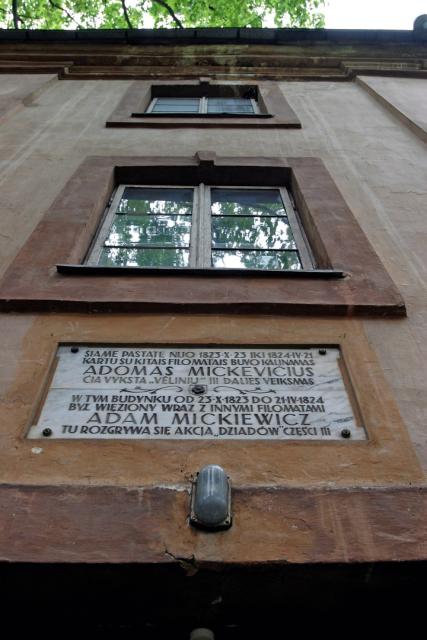 ŠIAME PASTATE NUO 1823·X·23 IKI 1824·IV·21
KARTU SU KITAIS FILOMATAIS BUVO KALINAMAS
ADOMAS MICKEVIČIUS
ČIA VYKSTA „VĖLINIŲ" III DALIES VEIKSMAS
W TYM BUDYNKU OD 23·X·1823 DO 21·IV·1824
BYŁ WIĘZIONY WRAZ Z INNYMI FILOMATAMI
ADAM MICKIEWICZ
TU ROZGRYWA SIĘ AKCJA „DZIADÓW" CZĘŚCI III